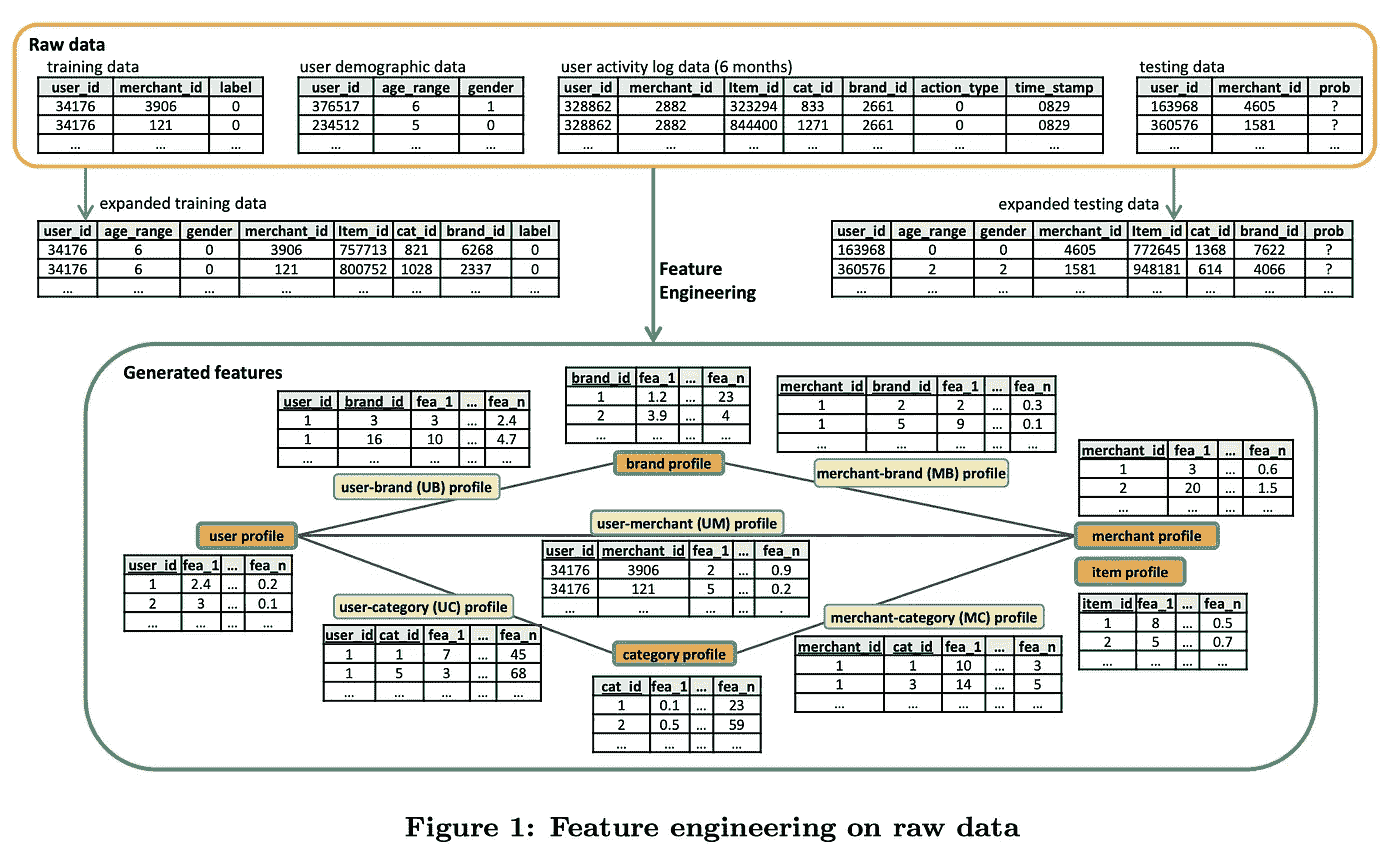 Raw data
training data
user_id merchant_id label
34176 3906 0
34176 121 0
... ... ...
user demographic data
user_id age_range gender
376517 6 1
234512 5 0
... ... ...
user activity log data (6 months)
user_id merchant_id Item_id cat_id brand_id action_type time_stamp
328862 2882 323294 833 2661 0 0829
328862 2882 844400 1271 2661 0 0829
... ... ... ... ... ... ...
testing data
user_id merchant_id prob
163968 4605 ?
360576 1581 ?
... ... ...
expanded training data
user_id age_range gender merchant_id Item_id cat_id brand_id label
34176 6 0 3906 757713 821 6268 0
34176 6 0 121 800752 1028 2337 0
... ... ... ... ... ... ... ...
Feature
Engineering
expanded testing data
user_id age_range gender merchant_id Item_id cat_id brand_id prob
163968 0 0 4605 772645 1368 7622 ?
360576 2 2 1581 948181 614 4066 ?
... ... ... ... ... ... ... ...
Generated features
user_id brand_id fea_1 ... fea_n
1 3 3 ... 2.4
1 16 10 ... 4.7
... ... ... ... ...
brand_id fea_1 ... fea_n
1 1.2 ... 23
2 3.9 ... 4
... ... ... ...
merchant_id brand_id fea_1 ... fea_n
1 2 2 ... 0.3
1 5 9 ... 0.1
... ... ... ...
merchant_id fea_1 ... fea_n
1 3 ... 0.6
2 20 ... 1.5
... ... ... ...
brand profile
user-brand (UB) profile
merchant-brand (MB) profile
user-merchant (UM) profile
user profile
merchant profile
user_id fea_1 ... fea_n
1 2.4 ... 0.2
2 3 ... 0.1
... ... ...
user_id merchant_id fea_1 ... fea_n
34176 3906 2 ... 0.9
34176 121 5 ... 0.2
... ... ... .
item profile
item_id fea_1 ... fea_n
1 8 ... 0.5
2 5 ... 0.7
... ... ...
user-category (UC) profile
user_id cat_id fea_1 ... fea_n
1 1 7 ... 45
1 5 3 ... 68
... ... ... ...
merchant-category (MC) profile
merchant_id cat_id fea_1 ... fea_n
1 1 10 ... 3
1 3 14 ... 5
... ... ... ... ...
category profile
cat_id fea_1 ... fea_n
1 0.1 ... 23
2 0.5 ... 59
... ... ... ...
Figure 1: Feature engineering on raw data